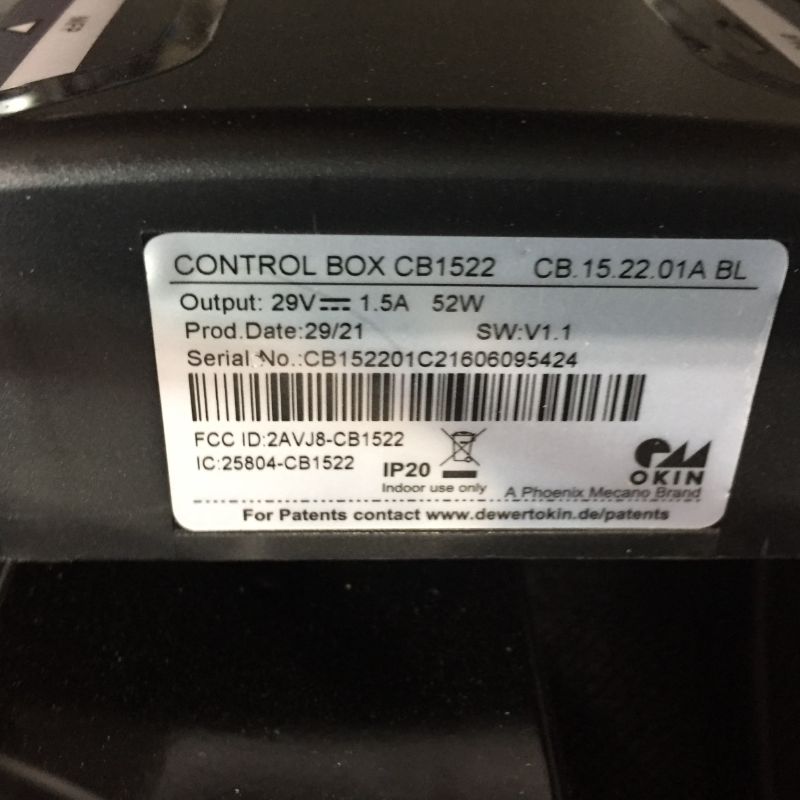 CONTROL BOX CB1522 CB.15.22.01A BL
Output: 29V 1.5A 52W
Prod.Date:29/21 SW:V1.1
Serial No.:CB152201C21606095424
FCC ID:2AVJ8-CB1522
IC:25804-CB1522
IP20
Indoor use only
OKIN
A Phoenix Mecano Brand
For Patents contact www.dewertokin.de/patents